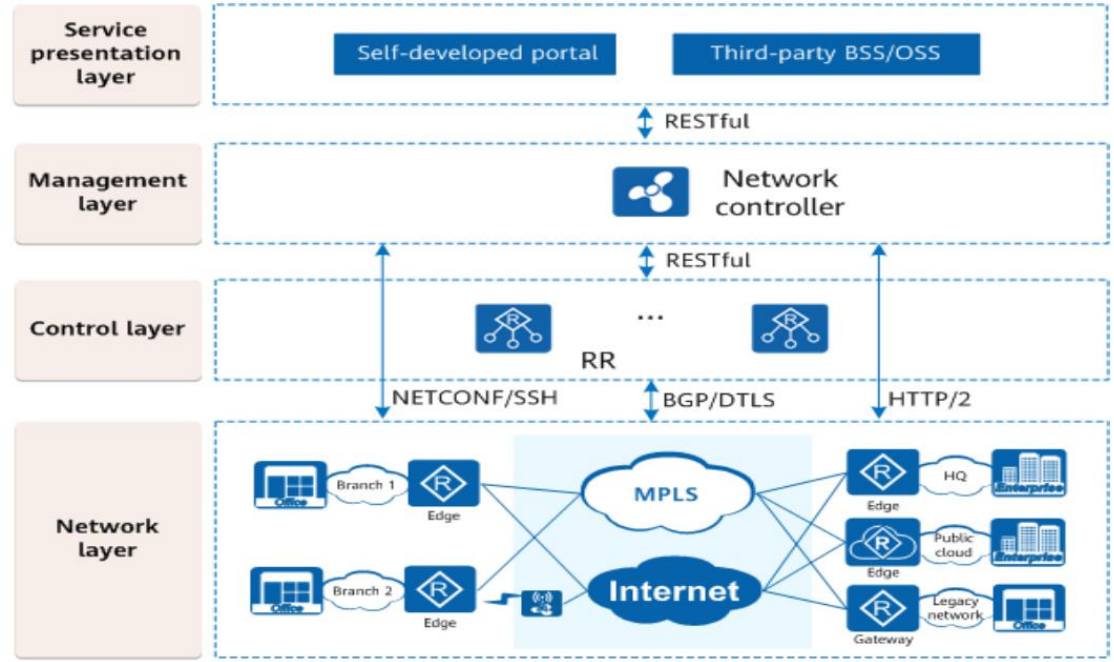 Service
presentation
layer
Self-developed portal
Third-party BSS/OSS
RESTful
Management
layer
Network
controller
RESTful
Control layer
R
...
R
RR
NETCONF/SSH
BGP/DTLS
HTTP/2
Network
layer
Office
Branch 1
R
Edge
MPLS
R
Edge
HQ
Enterprise
R
Edge
Public
cloud
Enterprise
Office
Branch 2
R
Edge
Internet
R
Gateway
Legacy
network
Office